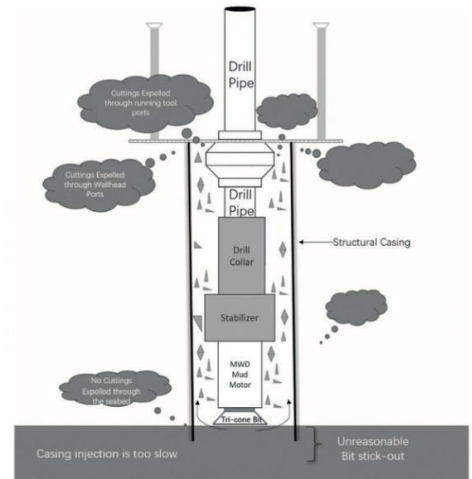 Drill
Pipe
Cuttings Expelled
through running tool
ports
Cuttings Expelled
through Wellhead
Ports
Drill
Pipe
Structural Casing
Drill
Collar
Stabilizer
MWD
Mud
Motor
No Cuttings
Expelled through
the seabed
Tri-cone Bit
Casing injection is too slow
Unreasonable
Bit stick-out